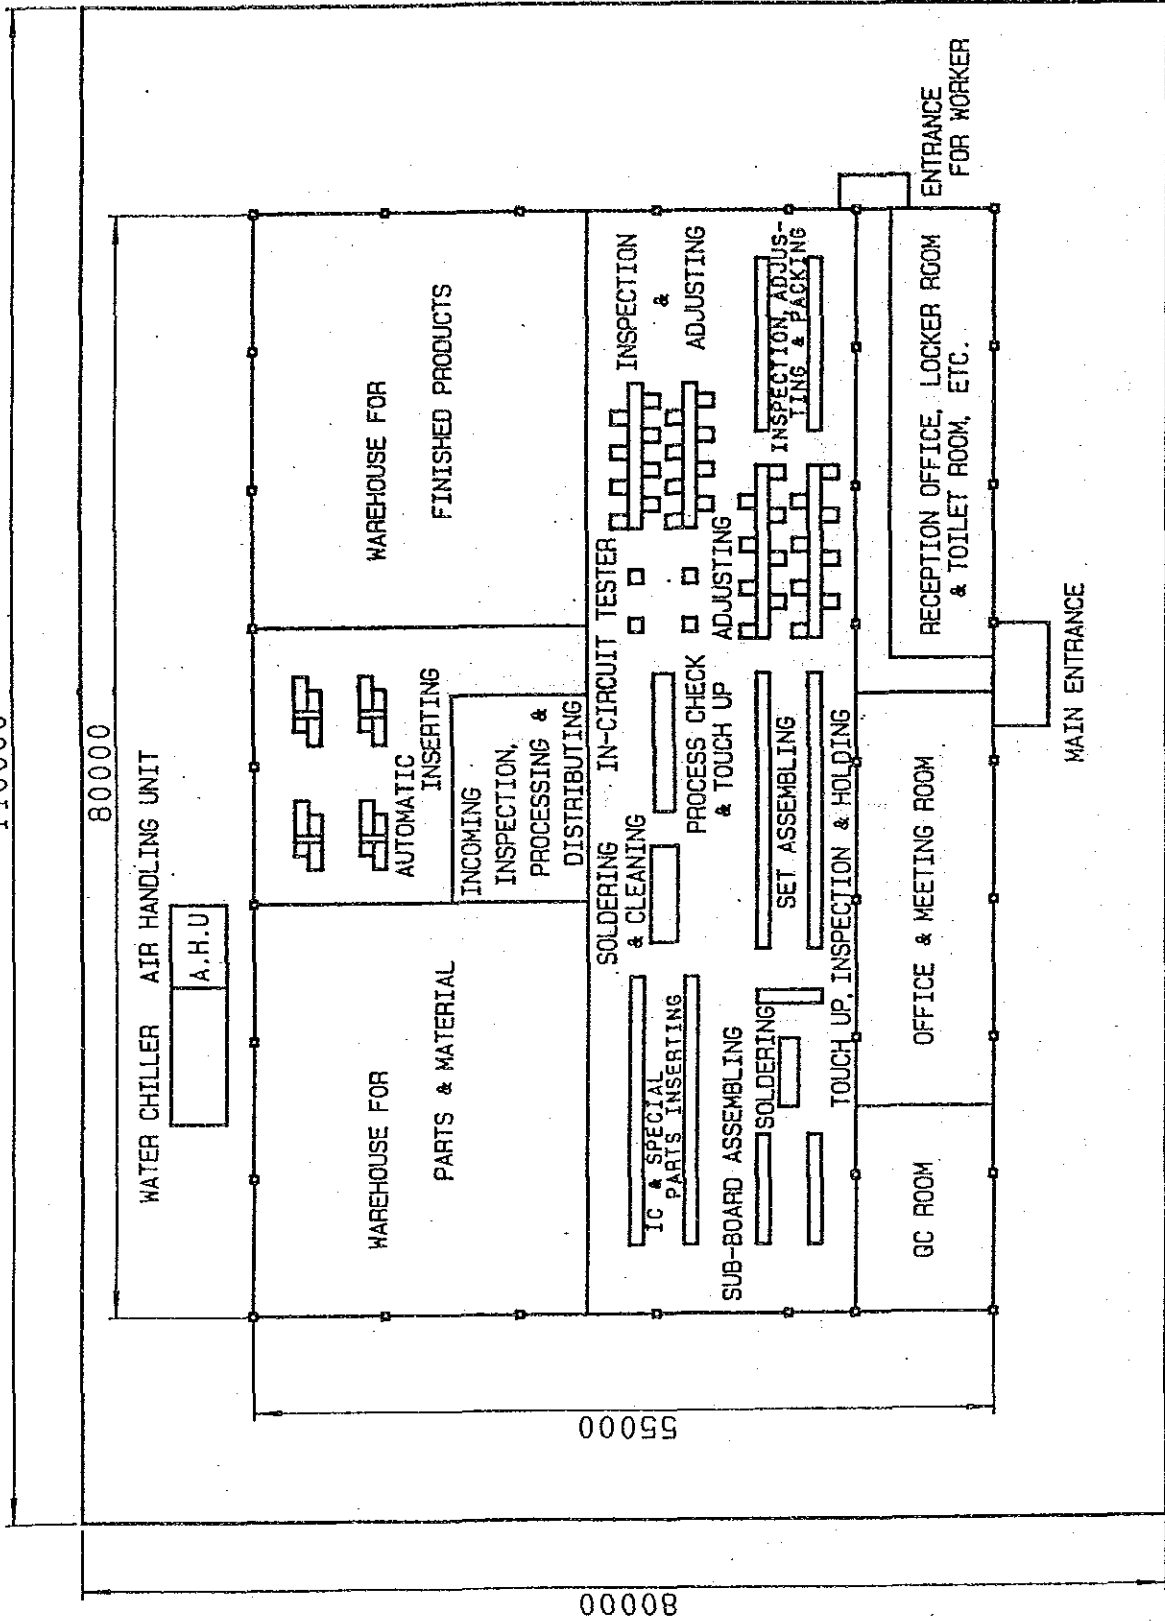 80000
WATER CHILLER AIR HANDLING UNIT
A.H.U
WAREHOUSE FOR
PARTS & MATERIAL
AUTOMATIC
INSERTING
INCOMING
INSPECTION,
PROCESSING &
DISTRIBUTING
WAREHOUSE FOR
FINISHED PRODUCTS
SOLDERING
& CLEANING
IN-CIRCUIT TESTER
INSPECTION
&
ADJUSTING
IC & SPECIAL
PARTS INSERTING
PROCESS CHECK
& TOUCH UP
ADJUSTING
SUB-BOARD ASSEMBLING
SOLDERING
SET ASSEMBLING
INSPECTION, ADJUS-
TING & PACKING
TOUCH UP, INSPECTION & HOLDING
QC ROOM
OFFICE & MEETING ROOM
RECEPTION OFFICE, LOCKER ROOM
& TOILET ROOM, ETC.
ENTRANCE
FOR WORKER
MAIN ENTRANCE
55000
80000